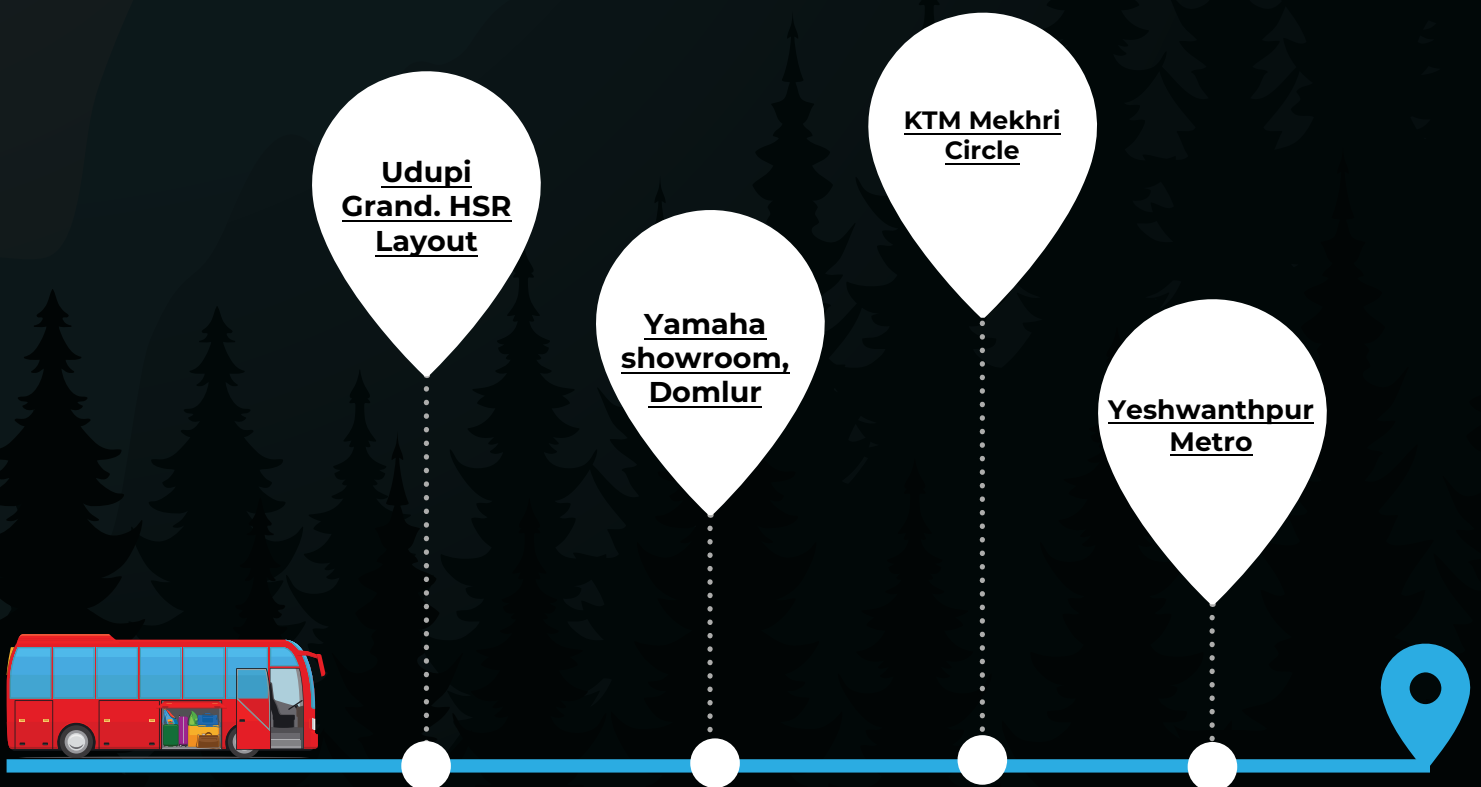 Udupi
Grand. HSR
Layout
Yamaha
showroom,
Domlur
KTM Mekhri
Circle
Yeshwanthpur
Metro